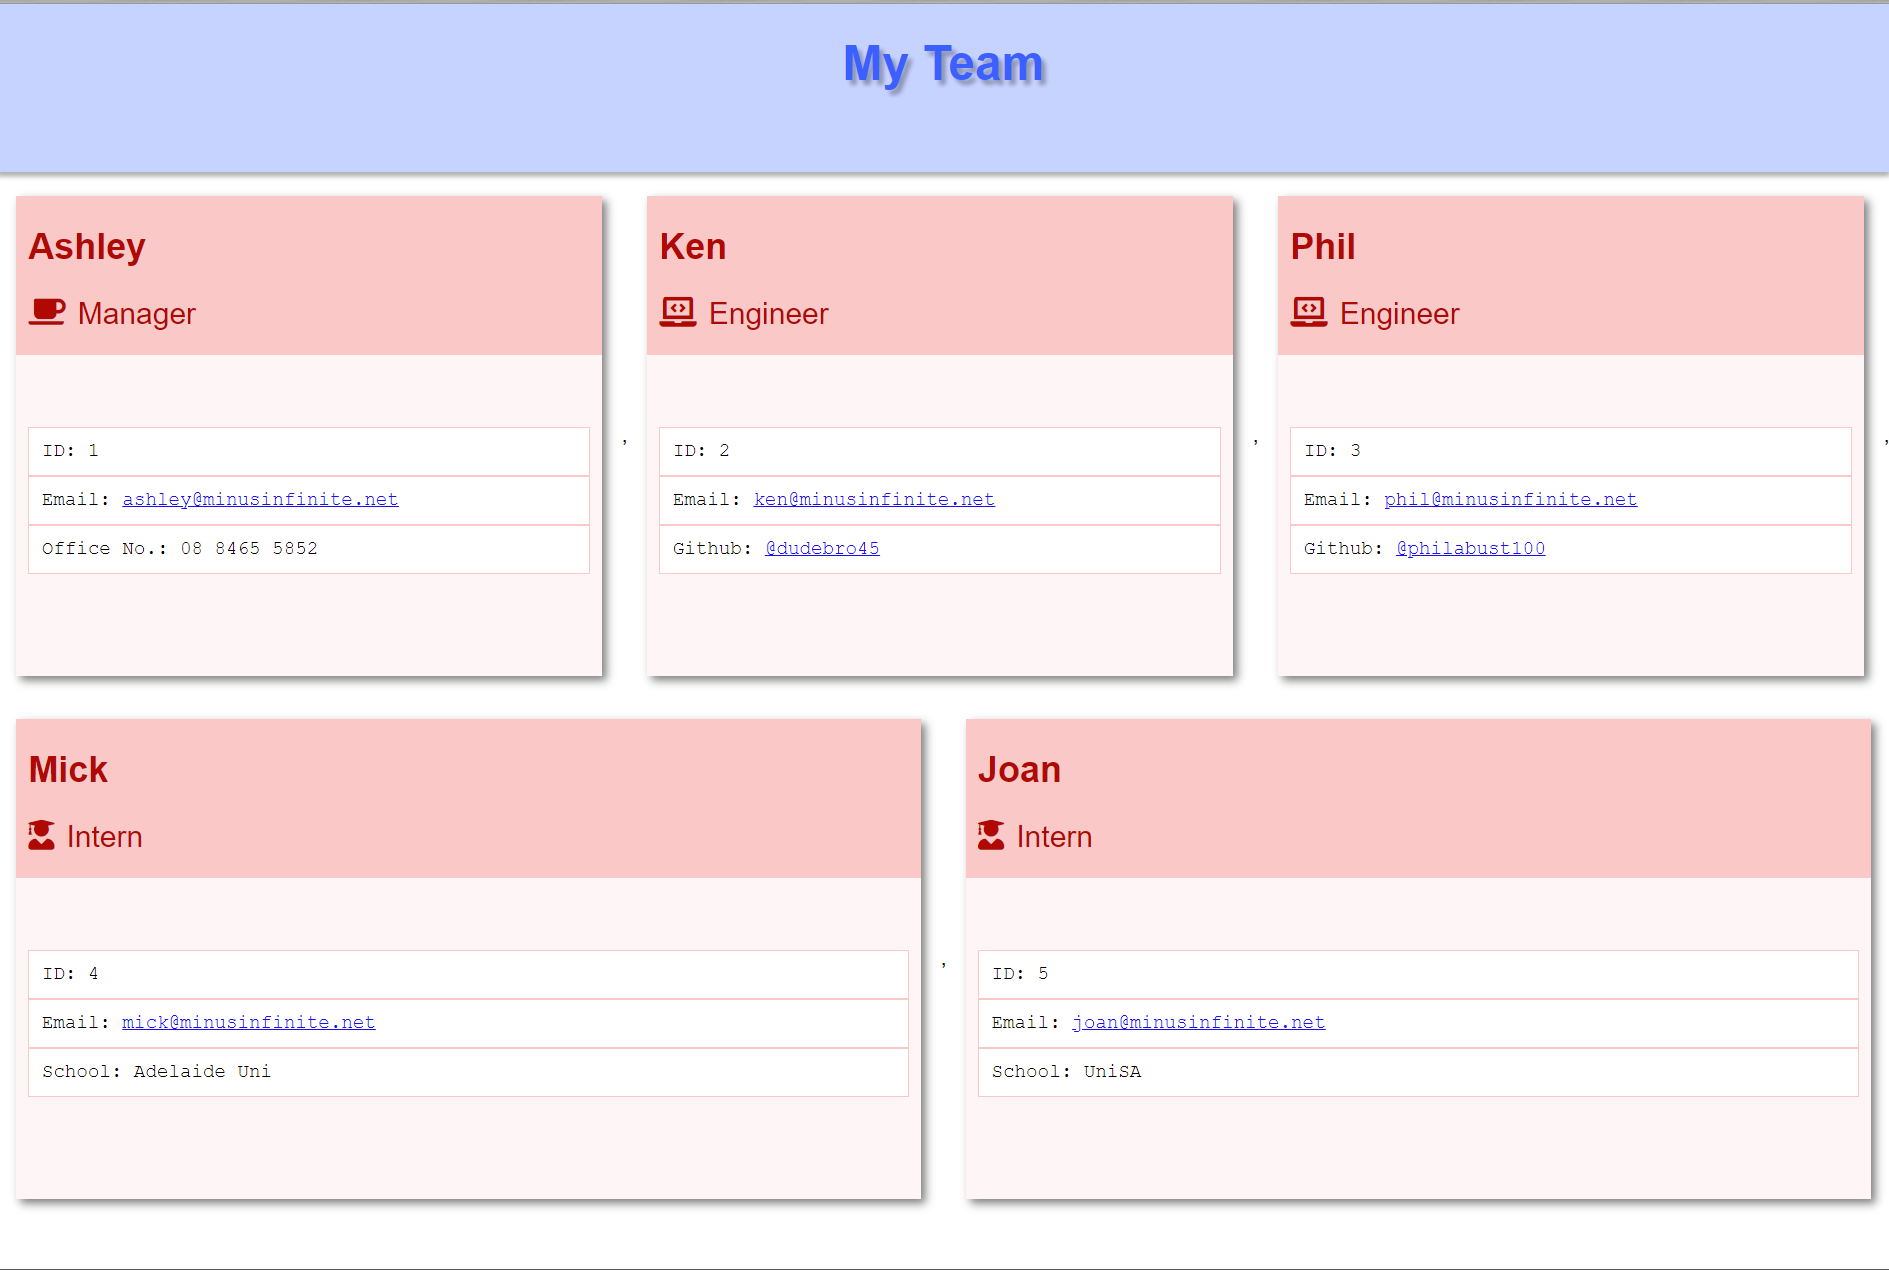 My Team
Ashley
Manager
ID: 1
Email: ashley@minusinfinite.net
Office No.: 08 8465 5852
,
Ken
Engineer
ID: 2
Email: ken@minusinfinite.net
Github: @dudebro45
,
Phil
Engineer
ID: 3
Email: phil@minusinfinite.net
Github: @philabust100
,
Mick
Intern
ID: 4
Email: mick@minusinfinite.net
School: Adelaide Uni
,
Joan
Intern
ID: 5
Email: joan@minusinfinite.net
School: UniSA